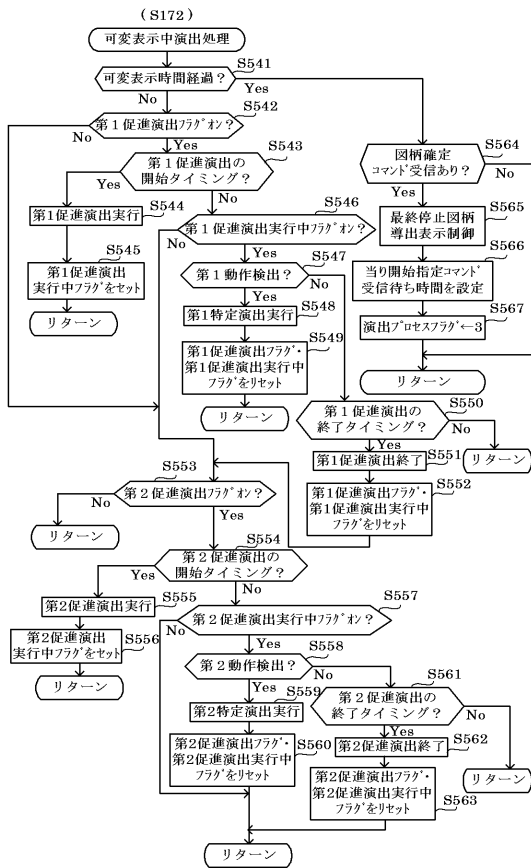 (S172)
可変表示中演出処理
S541
可変表示時間経過?
Yes
No
S542
第1促進演出フラグオン?
No
Yes
S543
第1促進演出の
開始タイミング?
Yes
No
S544
第1促進演出実行
S545
第1促進演出
実行中フラグをセット
リターン
S546
第1促進演出実行中フラグオン?
No
Yes
S547
第1動作検出?
No
Yes
S548
第1特定演出実行
S549
第1促進演出フラグ・
第1促進演出実行中
フラグをリセット
リターン
S564
図柄確定
コマンド受信あり?
No
Yes
S565
最終停止図柄
導出表示制御
S566
当り開始指定コマンド
受信待ち時間を設定
S567
演出プロセスフラグ←3
リターン
S550
第1促進演出の
終了タイミング?
No
Yes
リターン
S551
第1促進演出終了
S552
第1促進演出フラグ・
第1促進演出実行中
フラグをリセット
S553
第2促進演出フラグオン?
No
Yes
リターン
S554
第2促進演出の
開始タイミング?
Yes
No
S555
第2促進演出実行
S556
第2促進演出
実行中フラグをセット
リターン
S557
第2促進演出実行中フラグオン?
No
Yes
S558
第2動作検出?
No
Yes
S559
第2特定演出実行
S560
第2促進演出フラグ・
第2促進演出実行中
フラグをリセット
S561
第2促進演出の
終了タイミング?
No
Yes
S562
第2促進演出終了
リターン
第2促進演出フラグ・
第2促進演出実行中
フラグをリセット
S563
リターン